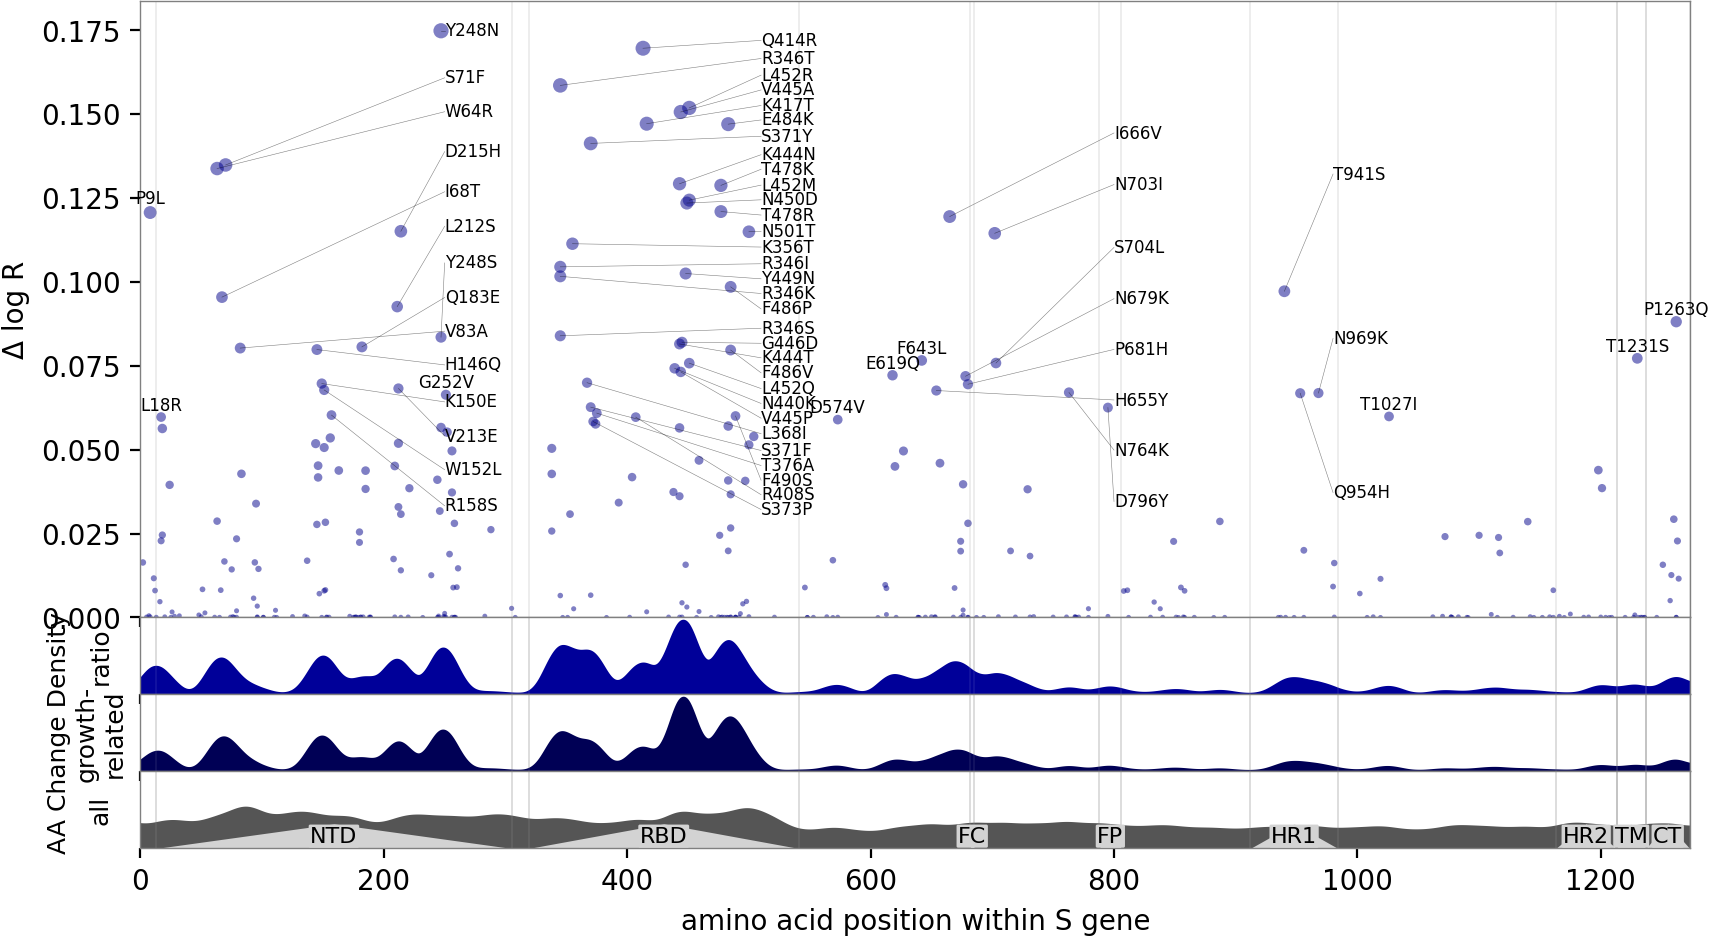 0.175
0.150
0.125
0.100
0.075
0.050
0.025
0.000
Δ log R
P9L
L18R
Y248N
S71F
W64R
D215H
I68T
L212S
Y248S
Q183E
V83A
H146Q
G252V
K150E
V213E
W152L
R158S
Q414R
R346T
L452R
V445A
K417T
E484K
S371Y
K444N
T478K
L452M
N450D
T478R
N501T
K356T
R346I
Y449N
R346K
F486P
R346S
G446D
K444T
F486V
L452Q
N440K
V445P
L368I
S371F
T376A
F490S
R408S
S373P
D574V
E619Q
F643L
I666V
N703I
S704L
N679K
P681H
H655Y
N764K
D796Y
T941S
N969K
Q954H
T1027I
P1263Q
T1231S
AA Change Density
ratio
growth-
related
all
NTD
RBD
FC
FP
HR1
HR2
TM
CT
0
200
400
600
800
1000
1200
amino acid position within S gene